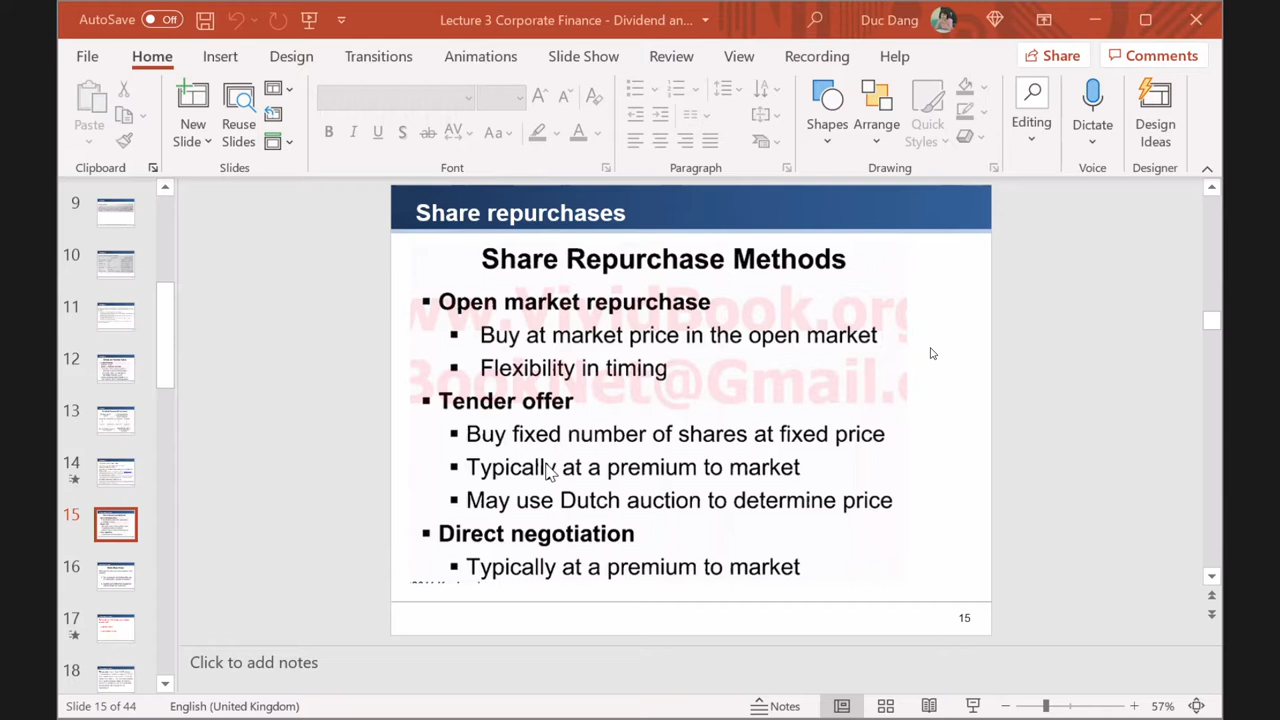 AutoSave Off
Lecture 3 Corporate Finance - Dividend an...
Duc Dang
File Home Insert Design Transitions Animations Slide Show Review View Recording Help Share Comments
Paste
New Slide
Reuse Slides
Shapes
Arrange
Quick Styles
Editing
Dictate
Design Ideas
B I U S ab AV Aa A
Clipboard Slides Font Paragraph Drawing Voice Designer
9
10
11
12
13
14
15
16
17
18
Share repurchases
Share Repurchase Methods
▪ Open market repurchase
▪ Buy at market price in the open market
▪ Flexibility in timing
▪ Tender offer
▪ Buy fixed number of shares at fixed price
▪ Typically at a premium to market
▪ May use Dutch auction to determine price
▪ Direct negotiation
▪ Typically at a premium to market
15
Click to add notes
Slide 15 of 44 English (United Kingdom) Notes 57%